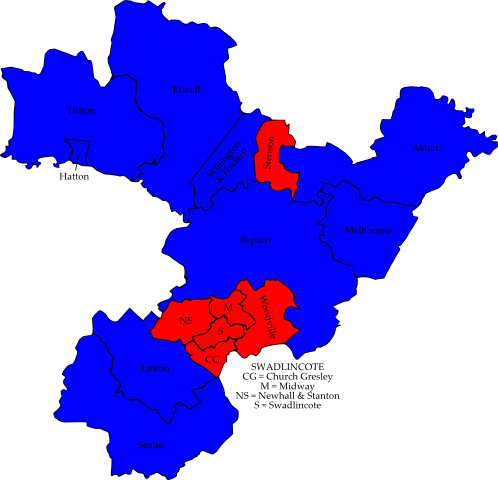 Etwall
Hilton
Hatton
Willington
& Findern
Stenson
Aston
Repton
Melbourne
NS
M
S
CG
Woodville
Linton
Seales
SWADLINCOTE
CG = Church Gresley
M = Midway
NS = Newhall & Stanton
S = Swadlincote